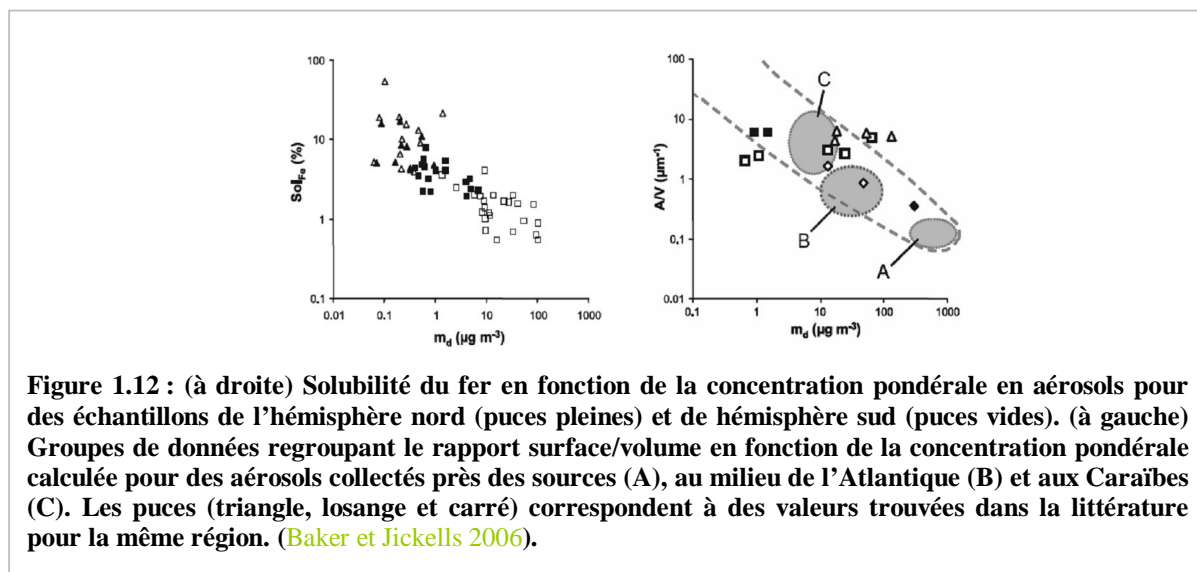 100
10
1
0.1
Sol_Fe (%)
0.01 0.1 1 10 100 1000
m_d (µg m⁻³)
100
10
1
0.1
0.01
A/V (µm⁻¹)
C
B
A
0.1 1 10 100 1000
m_d (µg m⁻³)
Figure 1.12 : (à droite) Solubilité du fer en fonction de la concentration pondérale en aérosols pour
des échantillons de l’hémisphère nord (puces pleines) et de hémisphère sud (puces vides). (à gauche)
Groupes de données regroupant le rapport surface/volume en fonction de la concentration pondérale
calculée pour des aérosols collectés près des sources (A), au milieu de l’Atlantique (B) et aux Caraïbes
(C). Les puces (triangle, losange et carré) correspondent à des valeurs trouvées dans la littérature
pour la même région. (Baker et Jickells 2006).